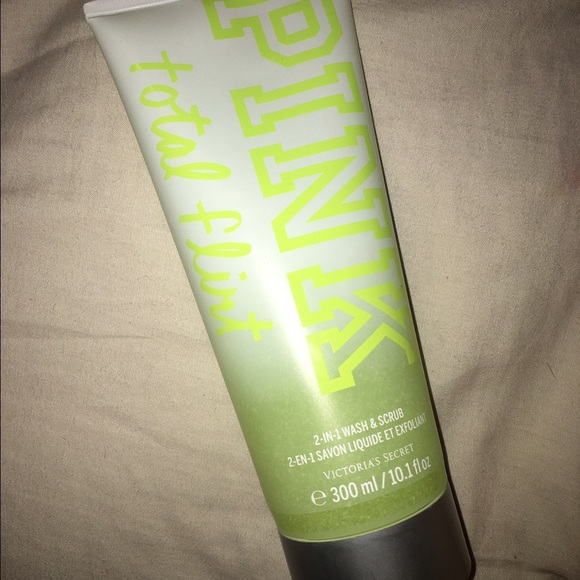 PINK
total flirt
2-IN-1 WASH & SCRUB
2-EN-1 SAVON LIQUIDE ET EXFOLIANT
VICTORIA'S SECRET
℮ 300 ml / 10.1 fl oz